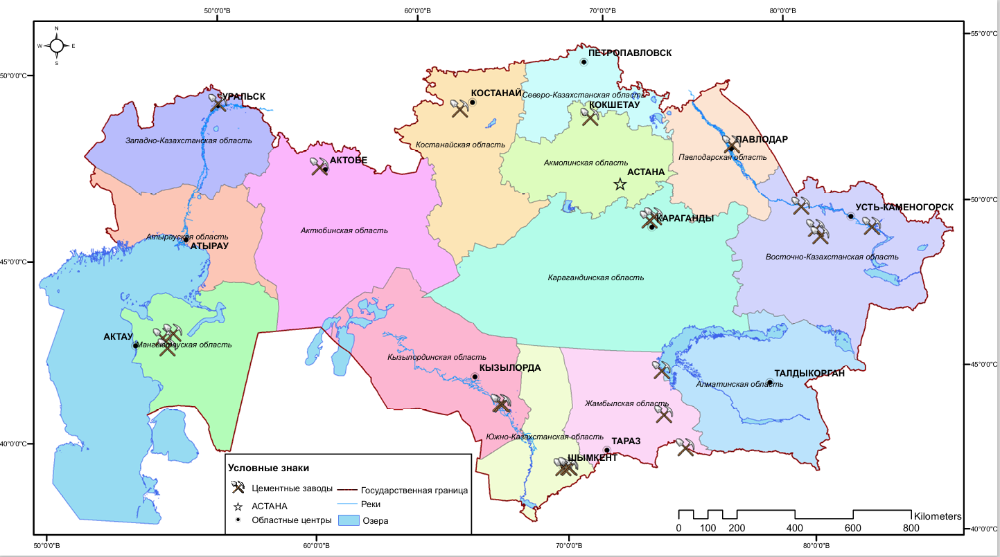 50°0'0"В 60°0'0"В 70°0'0"В 80°0'0"В
N
W E
S
55°0'0"С
50°0'0"С
ПЕТРОПАВЛОВСК
УРАЛЬСК
КОСТАНАЙ
Северо-Казахстанская область
КОКШЕТАУ
Западно-Казахстанская область
Костанайская область
ПАВЛОДАР
АКТОБЕ
Акмолинская область
Павлодарская область
АСТАНА
50°0'0"С
УСТЬ-КАМЕНОГОРСК
КАРАГАНДЫ
Актюбинская область
Атырауская область
АТЫРАУ
45°0'0"С
Восточно-Казахстанская область
Карагандинская область
АКТАУ
Мангыстауская область
Кызылординская область
КЫЗЫЛОРДА
45°0'0"С
ТАЛДЫКОРГАН
Алматинская область
Жамбылская область
40°0'0"С
Южно-Казахстанская область
ТАРАЗ
ШЫМКЕНТ
Условные знаки
Цементные заводы
Государственная граница
АСТАНА
Реки
Областные центры
Озера
Kilometers
0 100 200 400 600 800
40°0'0"С
50°0'0"В 60°0'0"В 70°0'0"В 80°0'0"В